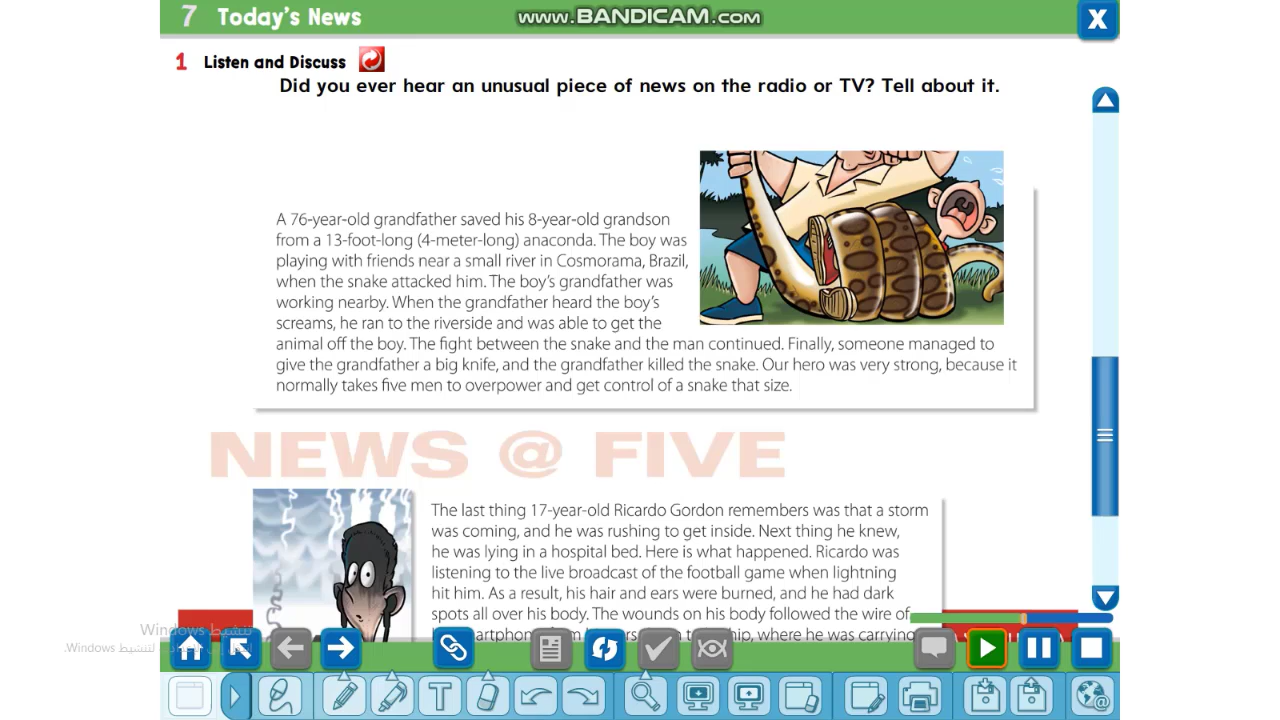 7 Today's News
www.BANDICAM.com
X
1 Listen and Discuss
Did you ever hear an unusual piece of news on the radio or TV? Tell about it.
A 76-year-old grandfather saved his 8-year-old grandson
from a 13-foot-long (4-meter-long) anaconda. The boy was
playing with friends near a small river in Cosmorama, Brazil,
when the snake attacked him. The boy's grandfather was
working nearby. When the grandfather heard the boy's
screams, he ran to the riverside and was able to get the
animal off the boy. The fight between the snake and the man continued. Finally, someone managed to
give the grandfather a big knife, and the grandfather killed the snake. Our hero was very strong, because it
normally takes five men to overpower and get control of a snake that size.
NEWS @ FIVE
The last thing 17-year-old Ricardo Gordon remembers was that a storm
was coming, and he was rushing to get inside. Next thing he knew,
he was lying in a hospital bed. Here is what happened. Ricardo was
listening to the live broadcast of the football game when lightning
hit him. As a result, his hair and ears were burned, and he had dark
spots all over his body. The wounds on his body followed the wire of
where he was carrying
تنشيط Windows
لتنشيط Windows.
T